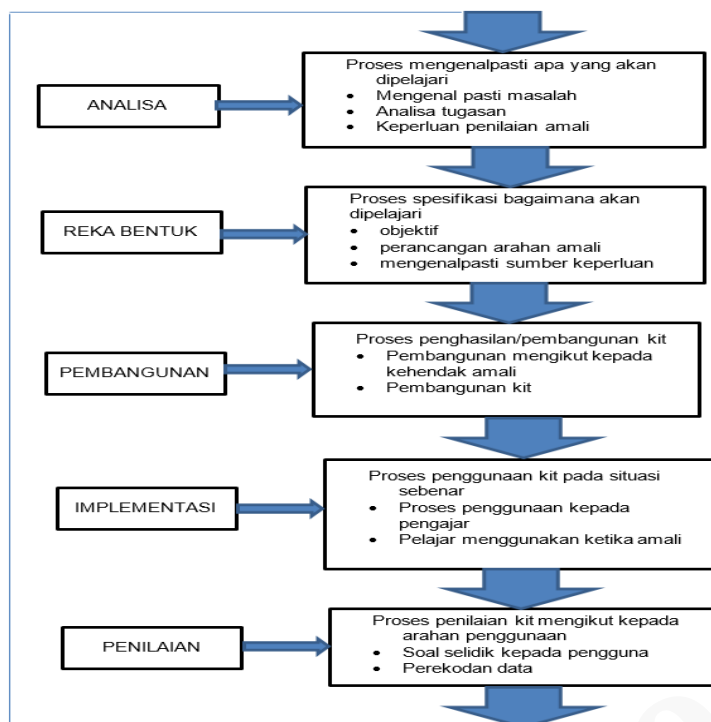 ANALISA
Proses mengenalpasti apa yang akan
dipelajari
• Mengenal pasti masalah
• Analisa tugasan
• Keperluan penilaian amali
REKA BENTUK
Proses spesifikasi bagaimana akan
dipelajari
• objektif
• perancangan arahan amali
• mengenalpasti sumber keperluan
PEMBANGUNAN
Proses penghasilan/pembangunan kit
• Pembangunan mengikut kepada
kehendak amali
• Pembangunan kit
IMPLEMENTASI
Proses penggunaan kit pada situasi
sebenar
• Proses penggunaan kepada
pengajar
• Pelajar menggunakan ketika amali
PENILAIAN
Proses penilaian kit mengikut kepada
arahan penggunaan
• Soal selidik kepada pengguna
• Perekodan data